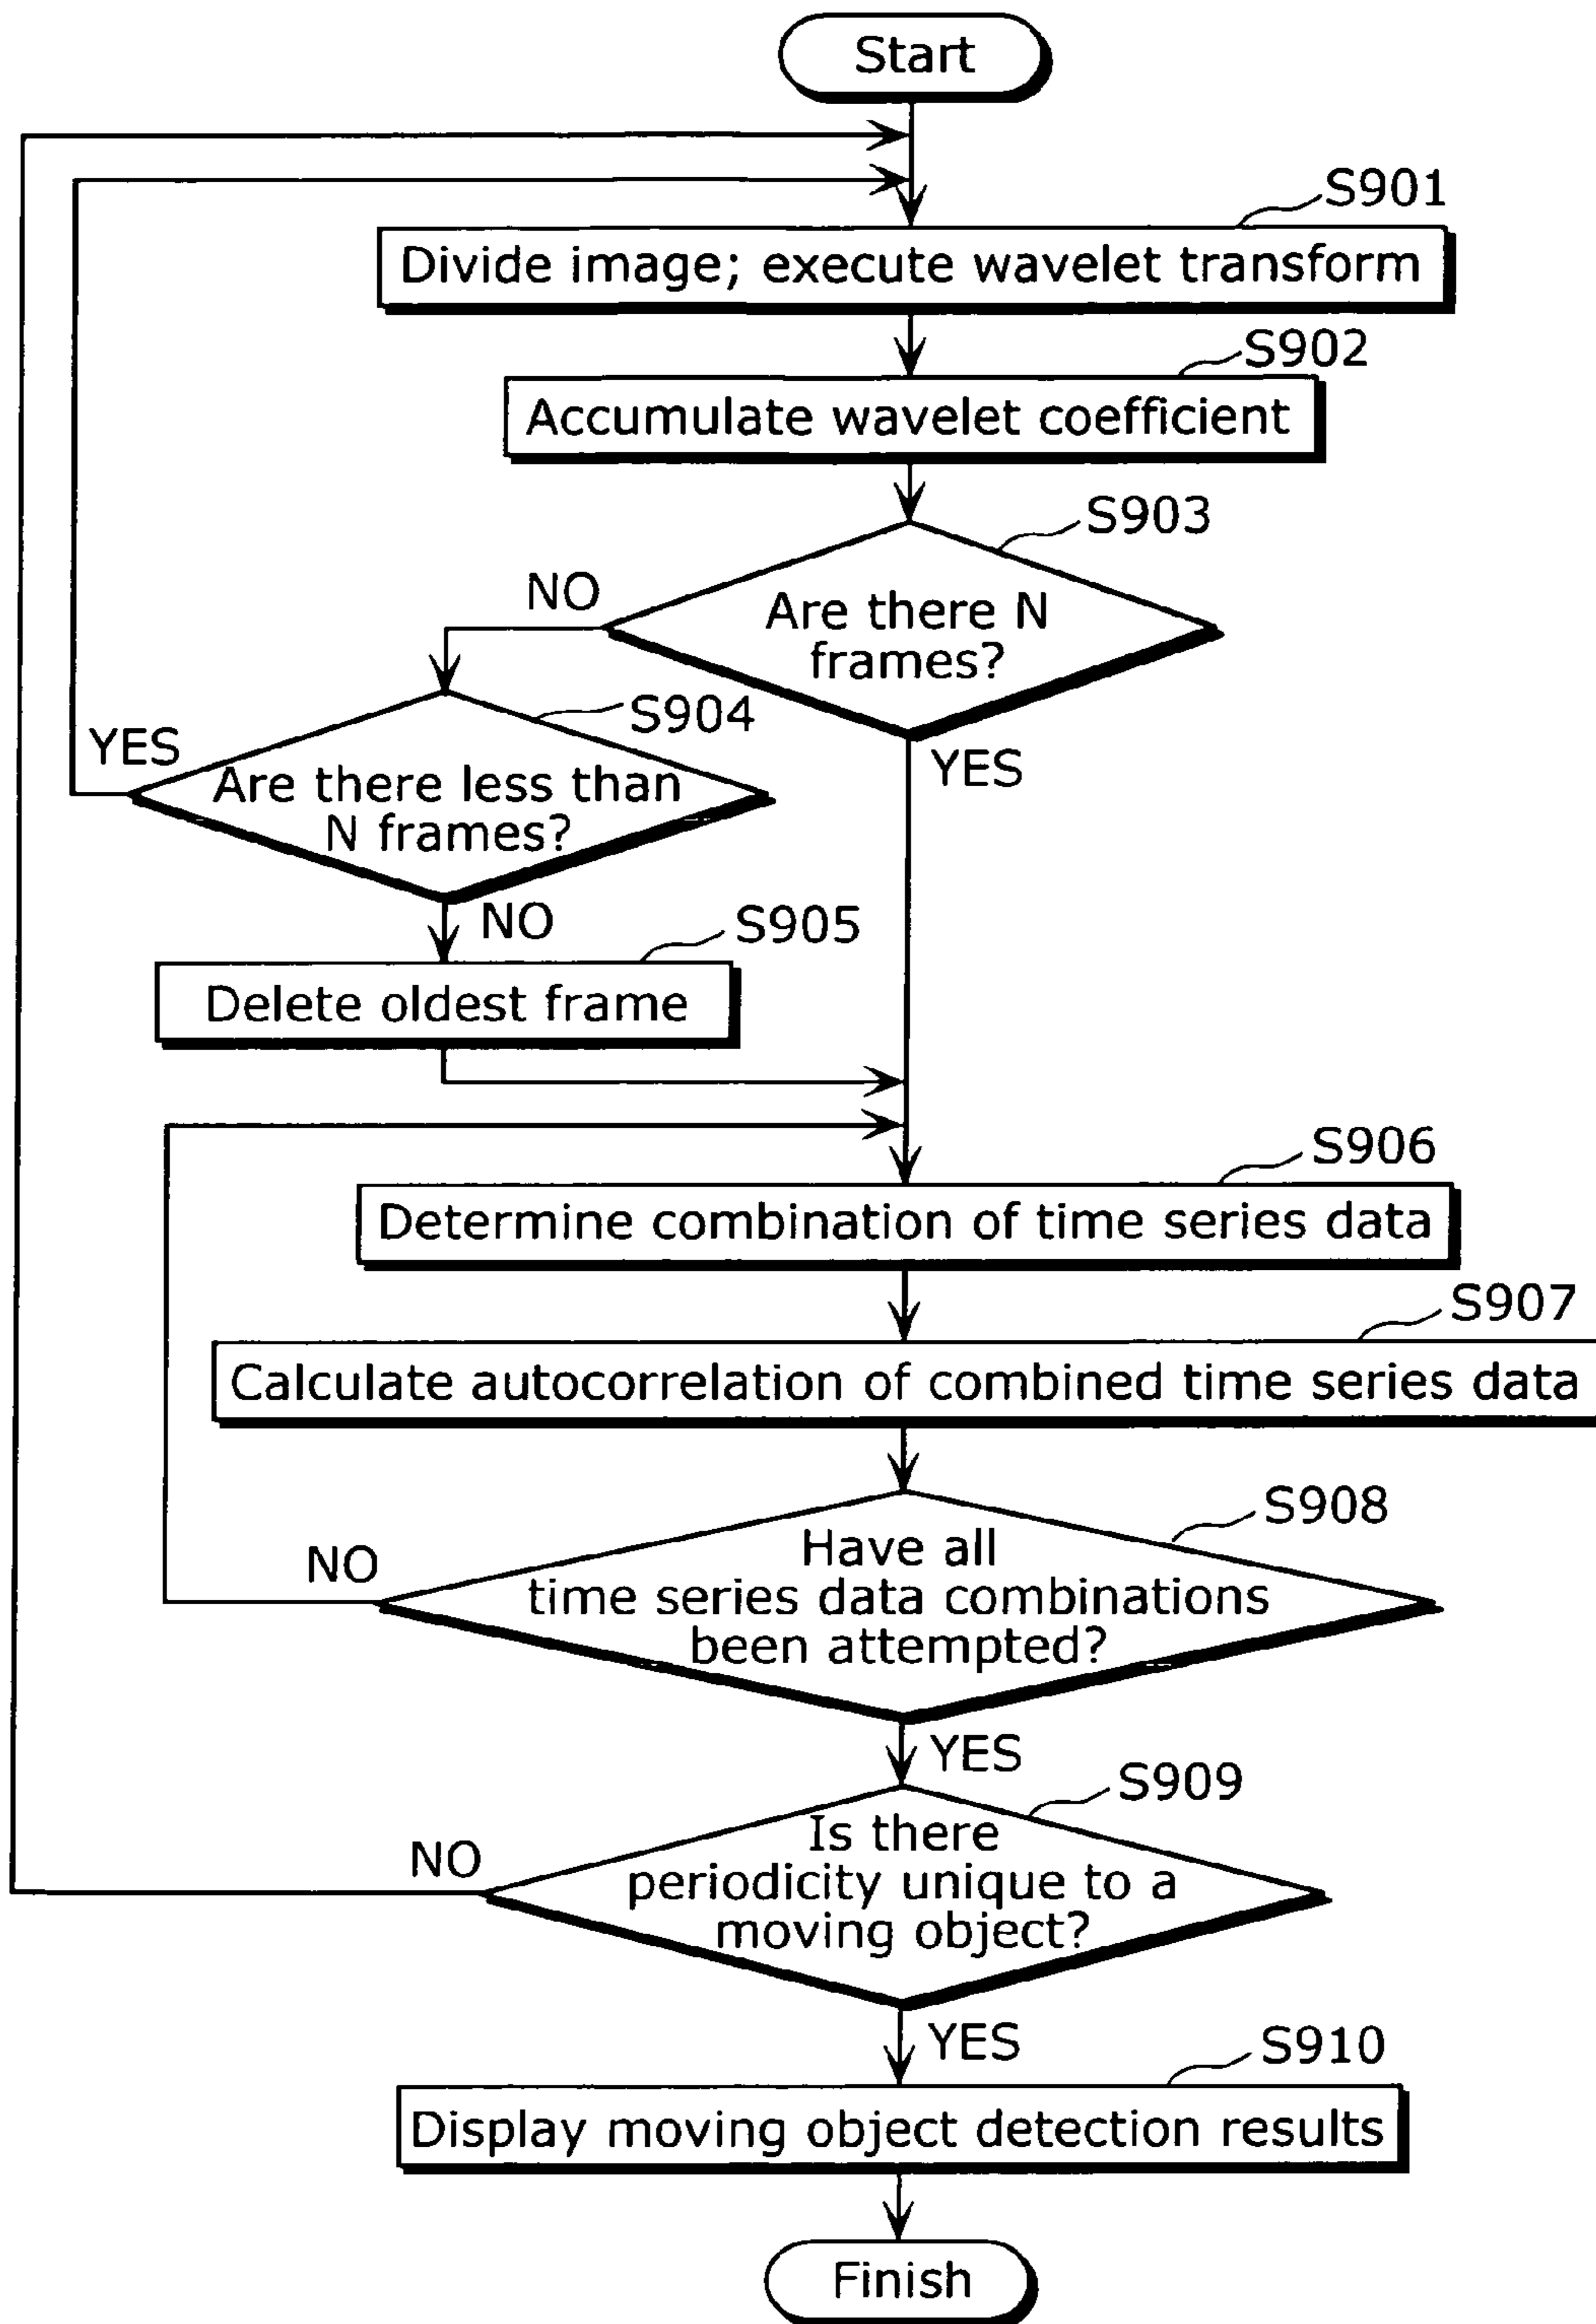 Start
S901
Divide image; execute wavelet transform
S902
Accumulate wavelet coefficient
S903
NO
Are there N
frames?
S904
YES
YES
Are there less than
N frames?
NO
S905
Delete oldest frame
S906
Determine combination of time series data
S907
Calculate autocorrelation of combined time series data
S908
NO
Have all
time series data combinations
been attempted?
YES
S909
NO
Is there
periodicity unique to a
moving object?
YES
S910
Display moving object detection results
Finish